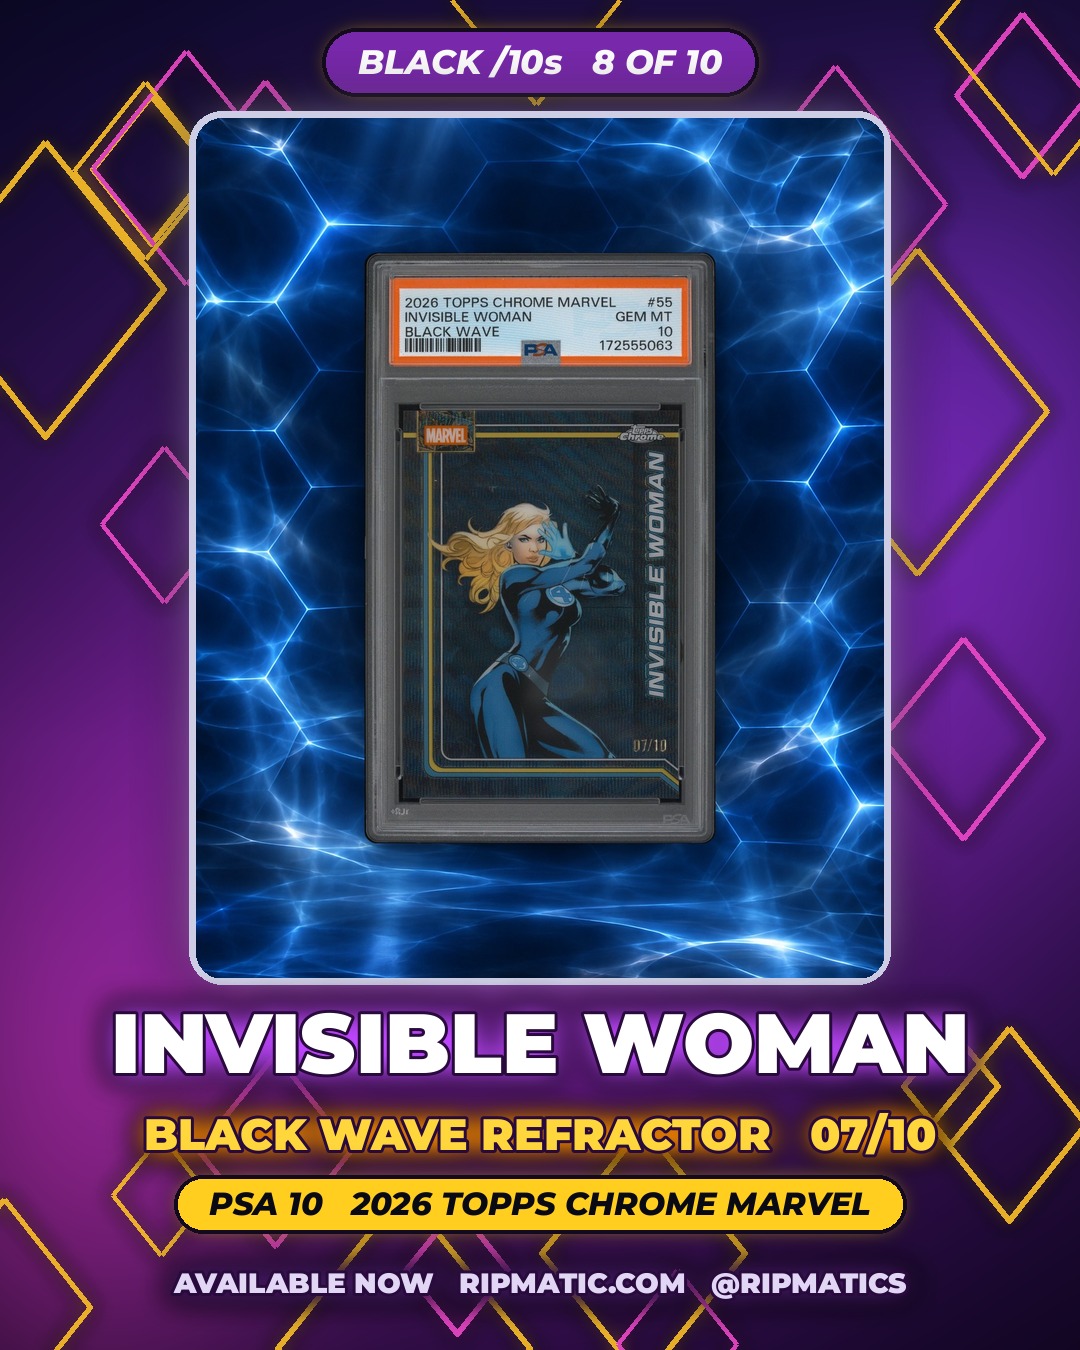 BLACK /10s 8 OF 10
2026 TOPPS CHROME MARVEL #55
INVISIBLE WOMAN GEM MT
BLACK WAVE 10
PSA 172555063
MARVEL
Topps Chrome
INVISIBLE WOMAN
07/10
PSA
INVISIBLE WOMAN
BLACK WAVE REFRACTOR 07/10
PSA 10 2026 TOPPS CHROME MARVEL
AVAILABLE NOW RIPMATIC.COM @RIPMATICS